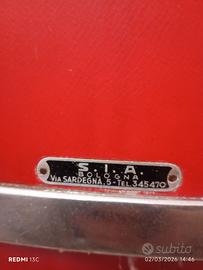 S.I.A.
BOLOGNA
VIA SARDEGNA, 5 - TEL. 345470
REDMI 13C
02/03/2026 14:46
subito